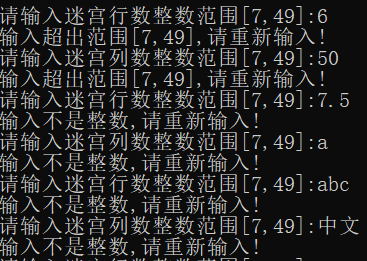 请输入迷宫行数整数范围[7,49]:6
输入超出范围[7,49],请重新输入!
请输入迷宫列数整数范围[7,49]:50
输入超出范围[7,49],请重新输入!
请输入迷宫行数整数范围[7,49]:7.5
输入不是整数,请重新输入!
请输入迷宫列数整数范围[7,49]:a
输入不是整数,请重新输入!
请输入迷宫行数整数范围[7,49]:abc
输入不是整数,请重新输入!
请输入迷宫列数整数范围[7,49]:中文
输入不是整数,请重新输入!